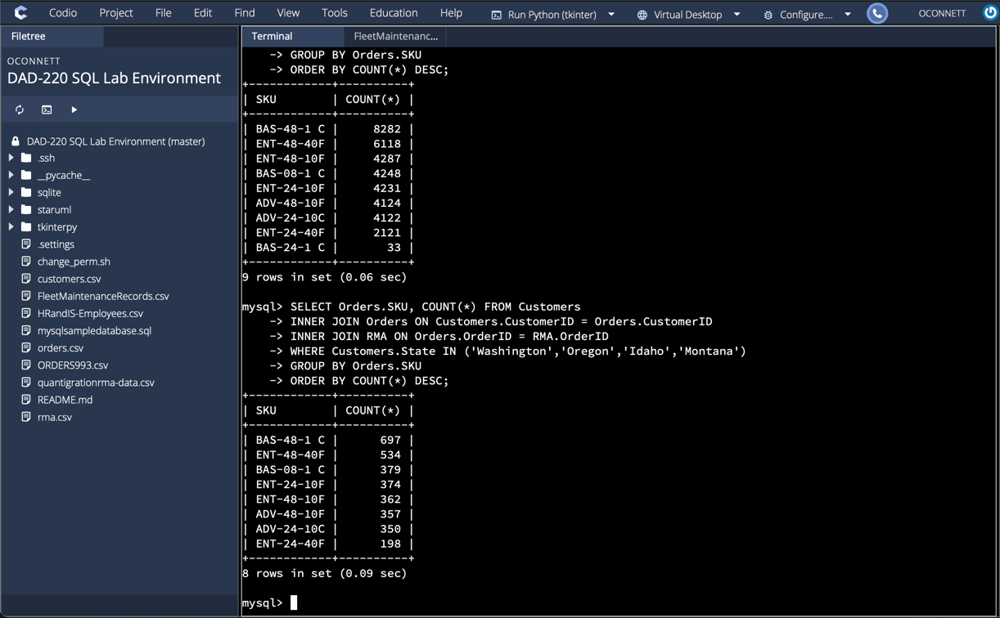 Codio Project File Edit Find View Tools Education Help Run Python (tkinter) Virtual Desktop Configure.... OCONNETT
Filetree
OCONNETT
DAD-220 SQL Lab Environment
DAD-220 SQL Lab Environment (master)
.ssh
__pycache__
sqlite
staruml
tkinterpy
.settings
change_perm.sh
customers.csv
FleetMaintenanceRecords.csv
HRandIS-Employees.csv
mysqlsampledatabase.sql
orders.csv
ORDERS993.csv
quantigrationrma-data.csv
README.md
rma.csv
Terminal FleetMaintenanc...
-> GROUP BY Orders.SKU
-> ORDER BY COUNT(*) DESC;
+------------+----------+
| SKU        | COUNT(*) |
+------------+----------+
| BAS-48-1 C |     8282 |
| ENT-48-40F |     6118 |
| ENT-48-10F |     4287 |
| BAS-08-1 C |     4248 |
| ENT-24-10F |     4231 |
| ADV-48-10F |     4124 |
| ADV-24-10C |     4122 |
| ENT-24-40F |     2121 |
| BAS-24-1 C |       33 |
+------------+----------+
9 rows in set (0.06 sec)
mysql> SELECT Orders.SKU, COUNT(*) FROM Customers
-> INNER JOIN Orders ON Customers.CustomerID = Orders.CustomerID
-> INNER JOIN RMA ON Orders.OrderID = RMA.OrderID
-> WHERE Customers.State IN ('Washington','Oregon','Idaho','Montana')
-> GROUP BY Orders.SKU
-> ORDER BY COUNT(*) DESC;
+------------+----------+
| SKU        | COUNT(*) |
+------------+----------+
| BAS-48-1 C |      697 |
| ENT-48-40F |      534 |
| BAS-08-1 C |      379 |
| ENT-24-10F |      374 |
| ENT-48-10F |      362 |
| ADV-48-10F |      357 |
| ADV-24-10C |      350 |
| ENT-24-40F |      198 |
+------------+----------+
8 rows in set (0.09 sec)
mysql>